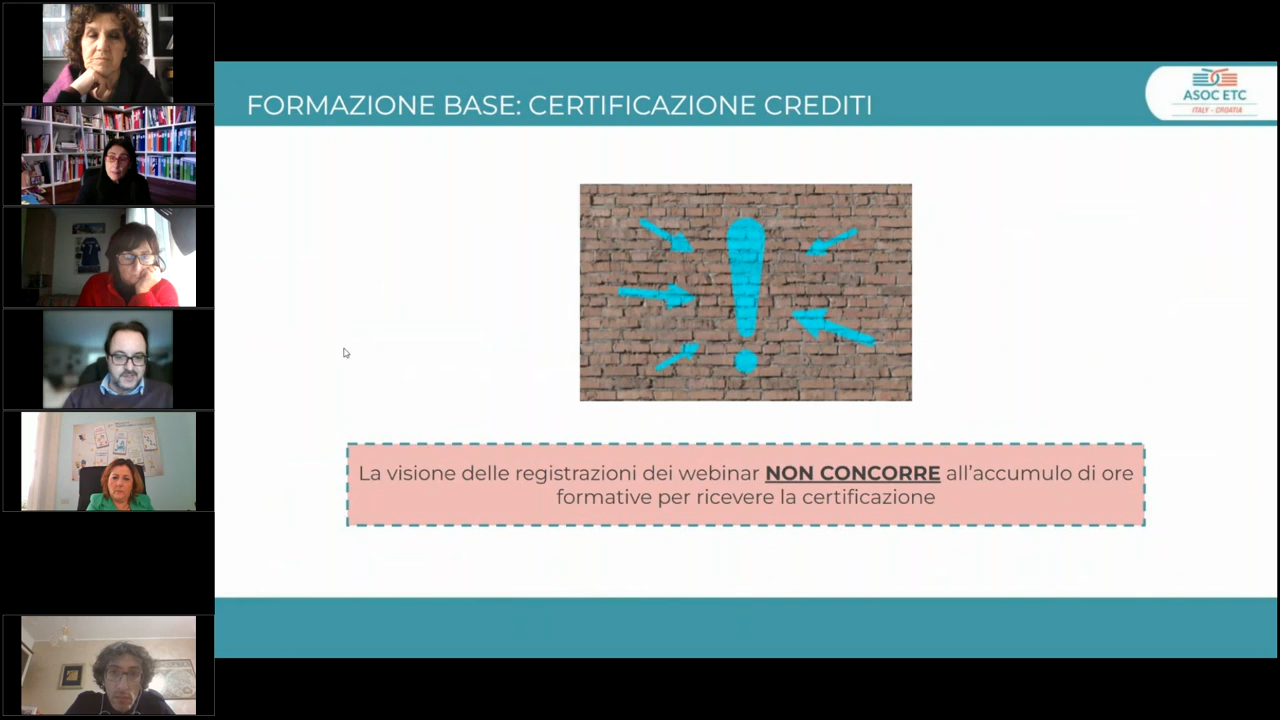 FORMAZIONE BASE: CERTIFICAZIONE CREDITI
ASOC ETC
ITALY - CROATIA
La visione delle registrazioni dei webinar NON CONCORRE all'accumulo di ore
formative per ricevere la certificazione